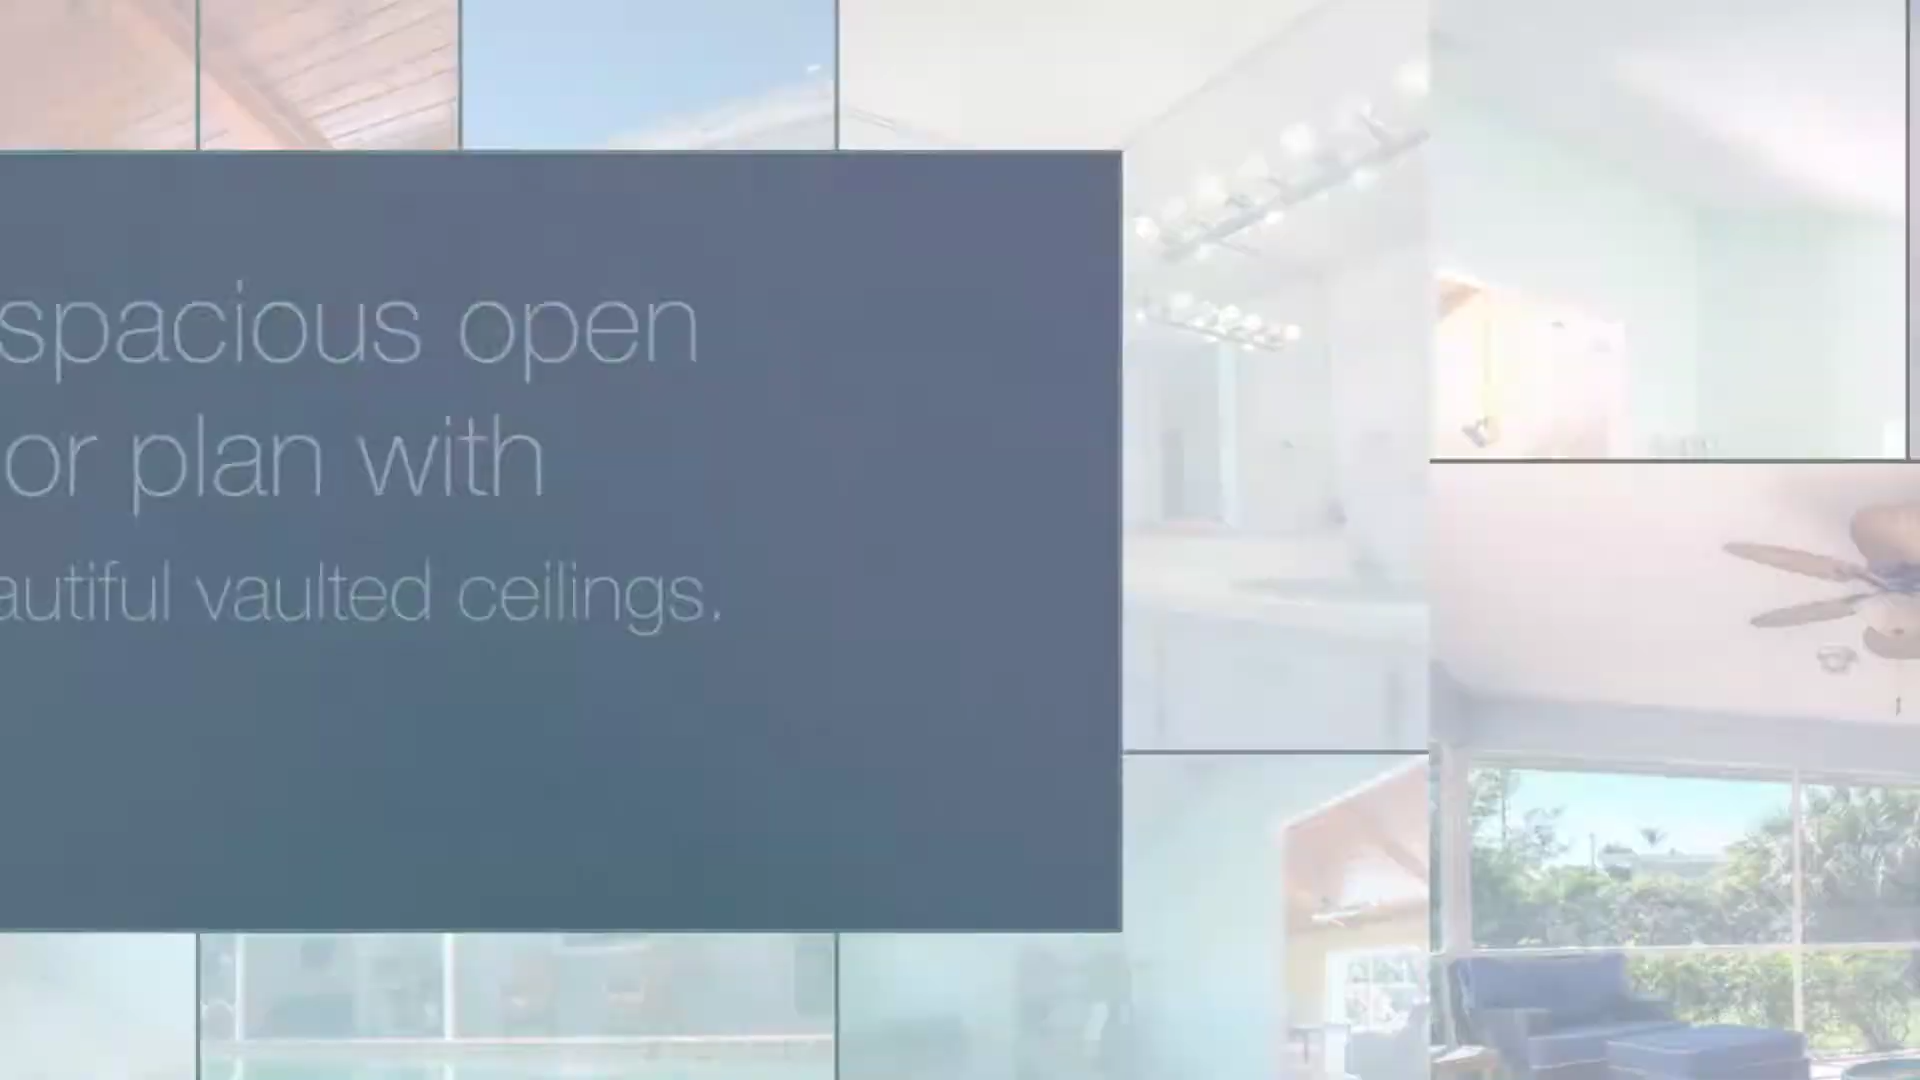 spacious open
or plan with
autiful vaulted ceilings.